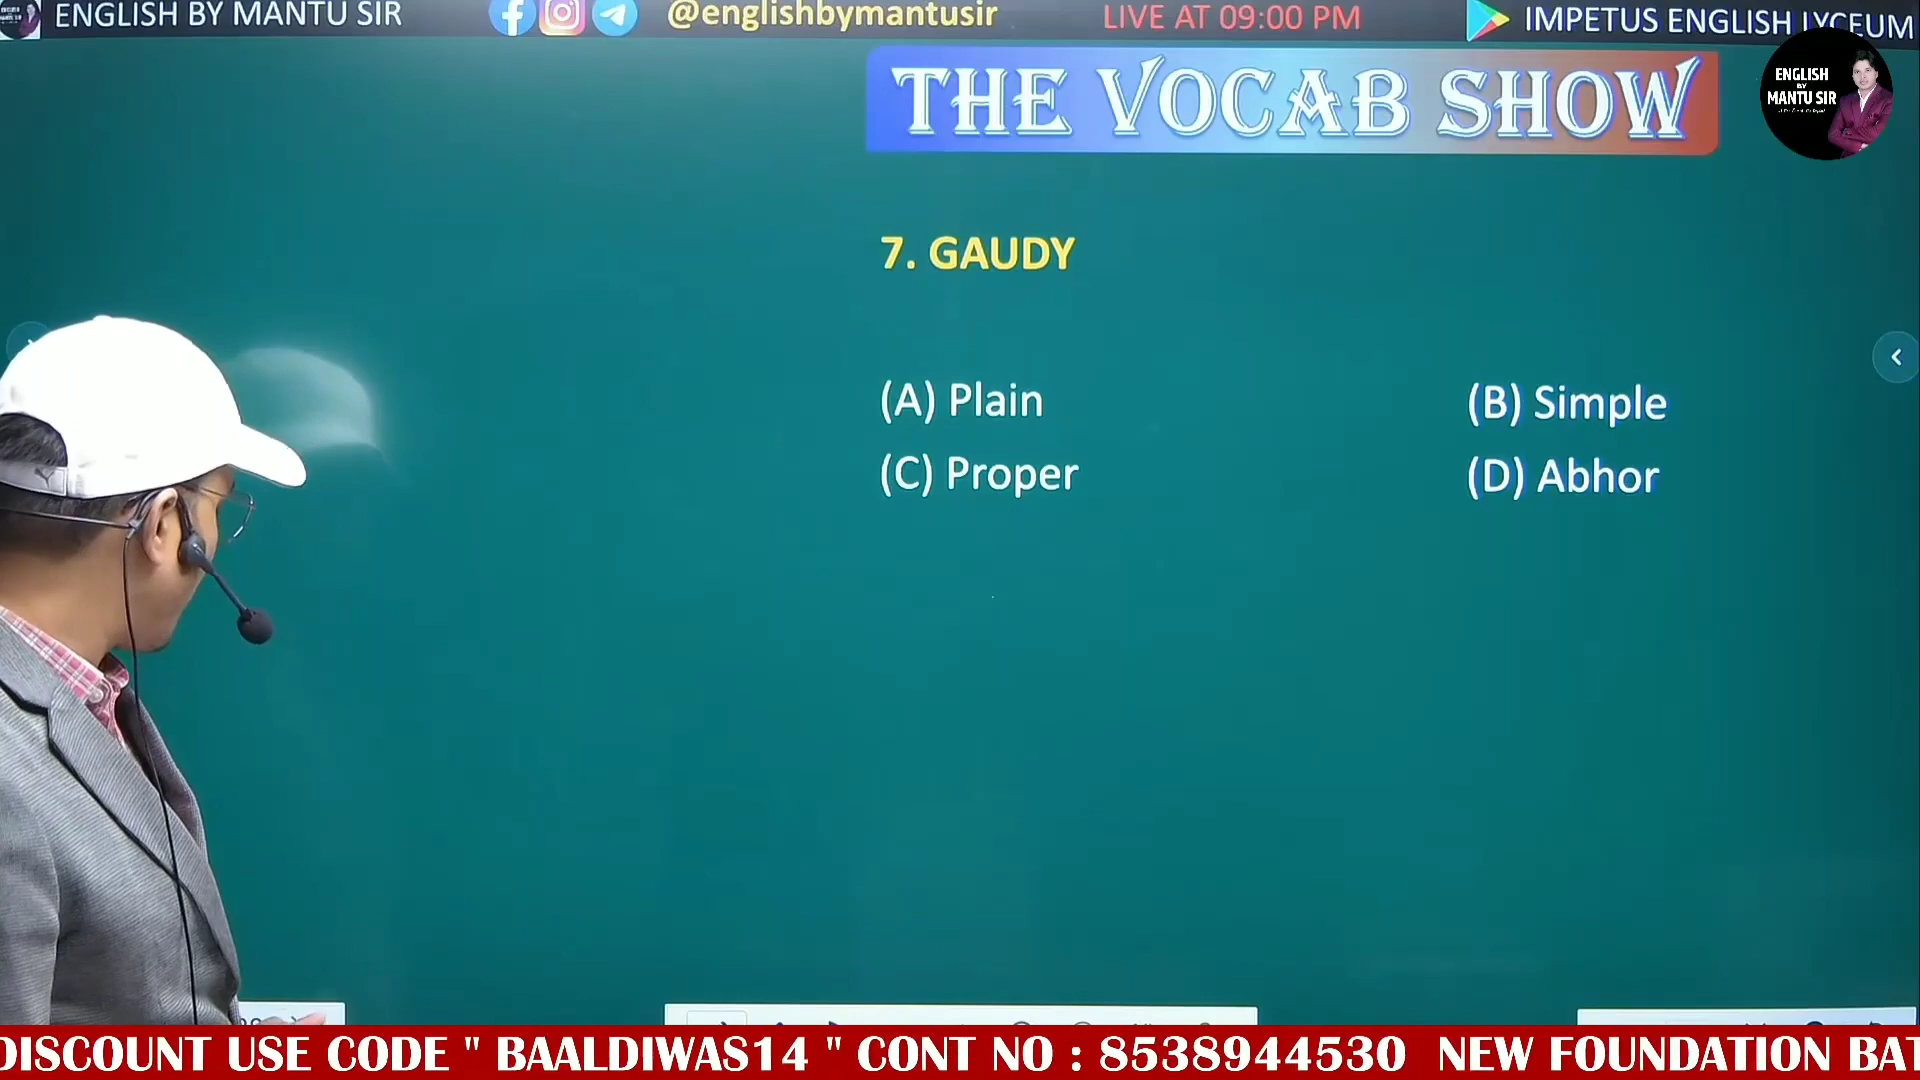 ENGLISH BY MANTU SIR
@englishbymantusir
LIVE AT 09:00 PM
IMPETUS ENGLISH LYCEUM
THE VOCAB SHOW
ENGLISH
BY
MANTU SIR
7. GAUDY
(A) Plain
(B) Simple
(C) Proper
(D) Abhor
DISCOUNT USE CODE " BAALDIWAS14 " CONT NO : 8538944530 NEW FOUNDATION BAT